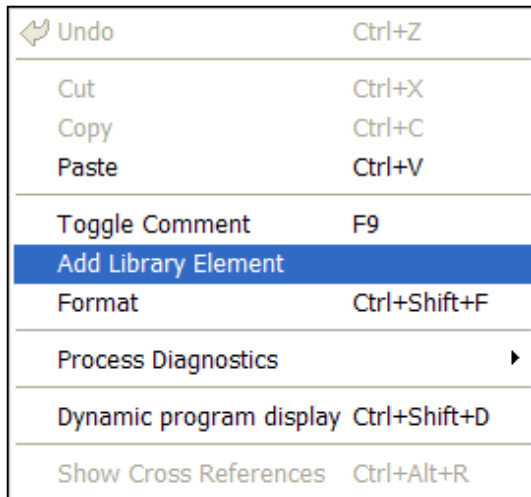 Undo Ctrl+Z
Cut Ctrl+X
Copy Ctrl+C
Paste Ctrl+V
Toggle Comment F9
Add Library Element
Format Ctrl+Shift+F
Process Diagnostics
Dynamic program display Ctrl+Shift+D
Show Cross References Ctrl+Alt+R